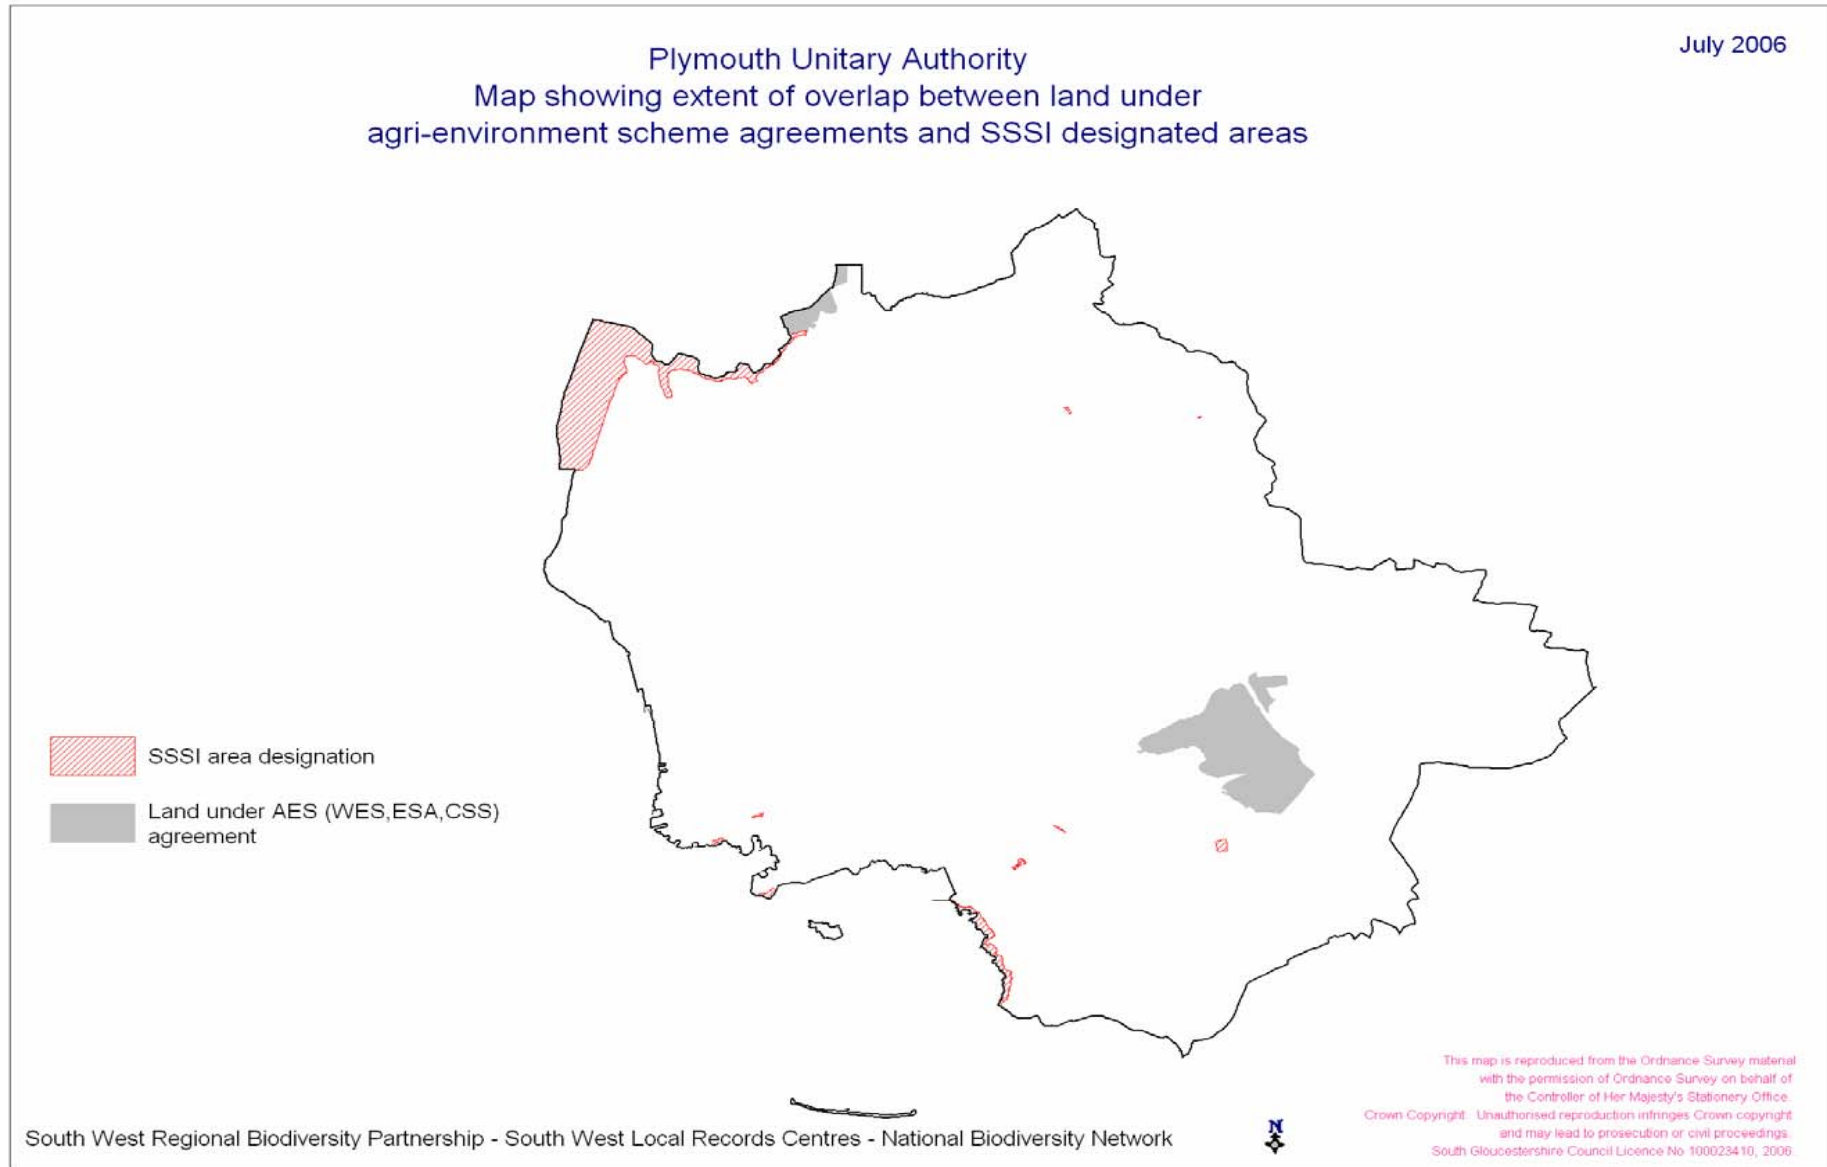 July 2006
Plymouth Unitary Authority
Map showing extent of overlap between land under
agri-environment scheme agreements and SSSI designated areas
SSSI area designation
Land under AES (WES,ESA,CSS)
agreement
This map is reproduced from the Ordnance Survey material
with the permission of Ordnance Survey on behalf of
the Controller of Her Majesty's Stationery Office.
Crown Copyright. Unauthorised reproduction infringes Crown copyright
and may lead to prosecution or civil proceedings.
South Gloucestershire Council Licence No 100023410, 2006.
N
South West Regional Biodiversity Partnership - South West Local Records Centres - National Biodiversity Network